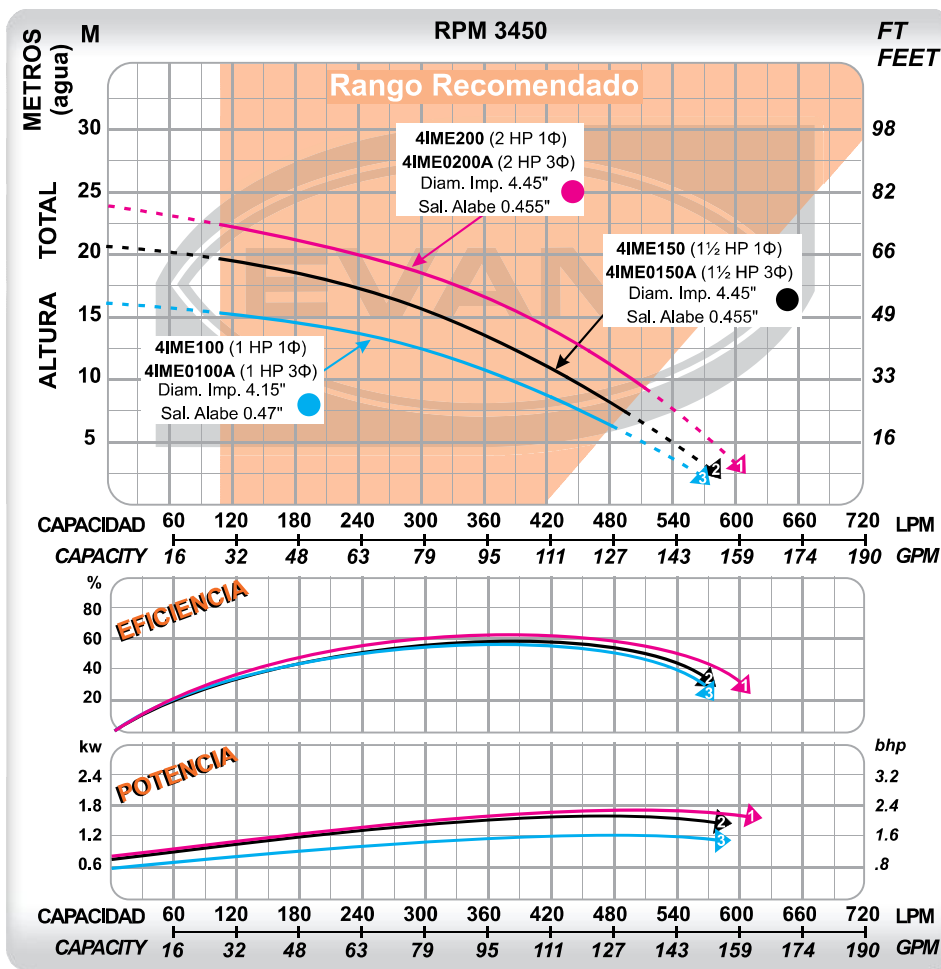 RPM 3450
M
METROS
(agua)
ALTURA TOTAL
FT
FEET
Rango Recomendado
EVANS
30
25
20
15
10
5
98
82
66
49
33
16
4IME200 (2 HP 1Φ)
4IME0200A (2 HP 3Φ)
Diam. Imp. 4.45"
Sal. Alabe 0.455"
4IME150 (1½ HP 1Φ)
4IME0150A (1½ HP 3Φ)
Diam. Imp. 4.45"
Sal. Alabe 0.455"
4IME100 (1 HP 1Φ)
4IME0100A (1 HP 3Φ)
Diam. Imp. 4.15"
Sal. Alabe 0.47"
3 2 1
CAPACIDAD 60 120 180 240 300 360 420 480 540 600 660 720 LPM
CAPACITY 16 32 48 63 79 95 111 127 143 159 174 190 GPM
%
80
60
40
20
EFICIENCIA
2
3
1
kw
2.4
1.8
1.2
0.6
POTENCIA
bhp
3.2
2.4
1.6
.8
1
2
3
CAPACIDAD 60 120 180 240 300 360 420 480 540 600 660 720 LPM
CAPACITY 16 32 48 63 79 95 111 127 143 159 174 190 GPM